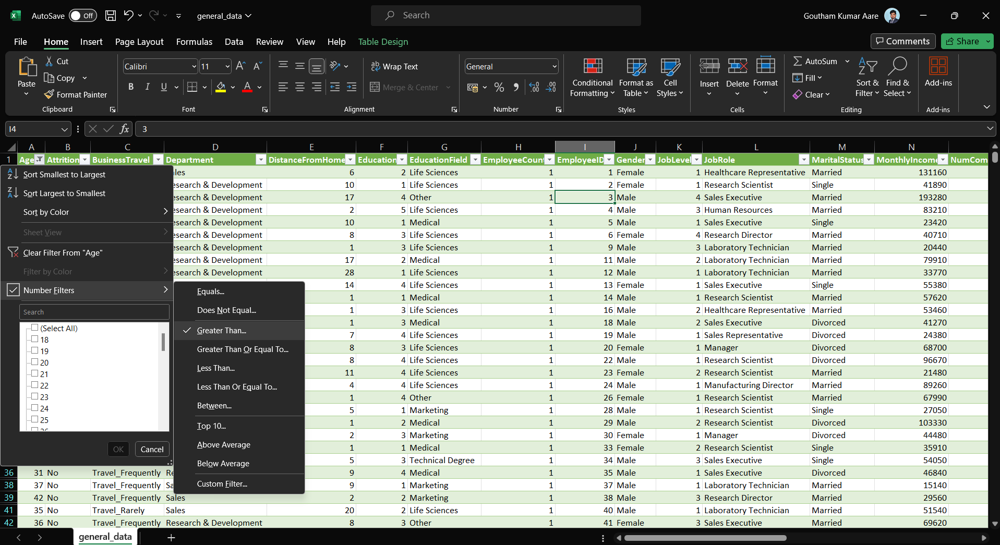 AutoSave Off general_data Search Goutham Kumar Aare
File Home Insert Page Layout Formulas Data Review View Help Table Design Comments Share
Paste Cut Copy Format Painter Clipboard
Calibri 11 B I U A Font
Wrap Text Merge & Center Alignment
General % Number
Conditional Formatting Format as Table Cell Styles Styles
Insert Delete Format Cells
AutoSum Fill Clear Sort & Filter Find & Select Editing
Add-ins Add-ins
I4 fx 3
A B C D E F G H I J K L M N
1 Age Attrition BusinessTravel Department DistanceFromHome Education EducationField EmployeeCount EmployeeID Gender JobLevel JobRole MaritalStatus MonthlyIncome NumCom
Sort Smallest to Largest
Sort Largest to Smallest
Sort by Color
Sheet View
Clear Filter From "Age"
Filter by Color
Number Filters
Search
(Select All)
18
19
20
21
22
23
24
25
26
OK Cancel
Equals...
Does Not Equal...
Greater Than...
Greater Than Or Equal To...
Less Than...
Less Than Or Equal To...
Between...
Top 10...
Above Average
Below Average
Custom Filter...
ales 6 2 Life Sciences 1 1 Female 1 Healthcare Representative Married 131160
esearch & Development 10 1 Life Sciences 1 2 Female 1 Research Scientist Single 41890
esearch & Development 17 4 Other 1 3 Male 4 Sales Executive Married 193280
esearch & Development 2 5 Life Sciences 1 4 Male 3 Human Resources Married 83210
esearch & Development 10 1 Medical 1 5 Male 1 Sales Executive Single 23420
esearch & Development 8 3 Life Sciences 1 6 Female 4 Research Director Married 40710
esearch & Development 1 3 Life Sciences 1 9 Male 3 Laboratory Technician Married 20440
esearch & Development 17 2 Medical 1 11 Male 2 Laboratory Technician Married 79910
esearch & Development 28 1 Life Sciences 1 12 Male 1 Laboratory Technician Married 33770
14 4 Life Sciences 1 13 Female 1 Sales Executive Single 55380
1 1 Medical 1 14 Male 1 Research Scientist Married 57620
1 3 Life Sciences 1 16 Male 2 Healthcare Representative Married 53460
1 3 Medical 1 18 Male 2 Sales Executive Divorced 41270
7 4 Life Sciences 1 19 Male 1 Sales Representative Divorced 24380
8 3 Life Sciences 1 20 Female 1 Manager Divorced 68700
8 4 Life Sciences 1 22 Male 1 Research Scientist Divorced 96670
11 4 Life Sciences 1 23 Female 2 Research Scientist Married 21480
4 4 Life Sciences 1 24 Male 1 Manufacturing Director Married 89260
1 4 Other 1 26 Female 1 Research Scientist Married 67990
5 1 Marketing 1 28 Male 1 Research Scientist Single 27050
1 2 Medical 1 29 Male 2 Research Scientist Divorced 103330
2 3 Marketing 1 30 Female 1 Manager Divorced 44480
1 1 Medical 1 33 Female 2 Research Scientist Single 35910
5 3 Technical Degree 1 34 Male 3 Sales Executive Single 54050
36 31 No Travel_Frequently Re 9 4 Medical 1 35 Male 1 Sales Executive Divorced 46840
38 37 No Travel_Frequently Sa 9 1 Marketing 1 37 Male 1 Laboratory Technician Married 15140
39 42 No Travel_Frequently Sales 2 2 Marketing 1 38 Male 3 Research Director Married 29560
41 35 No Travel_Rarely Sales 20 2 Life Sciences 1 40 Male 1 Laboratory Technician Married 51540
42 36 No Travel_Frequently Research & Development 8 3 Other 1 41 Female 3 Sales Executive Married 69620
general_data